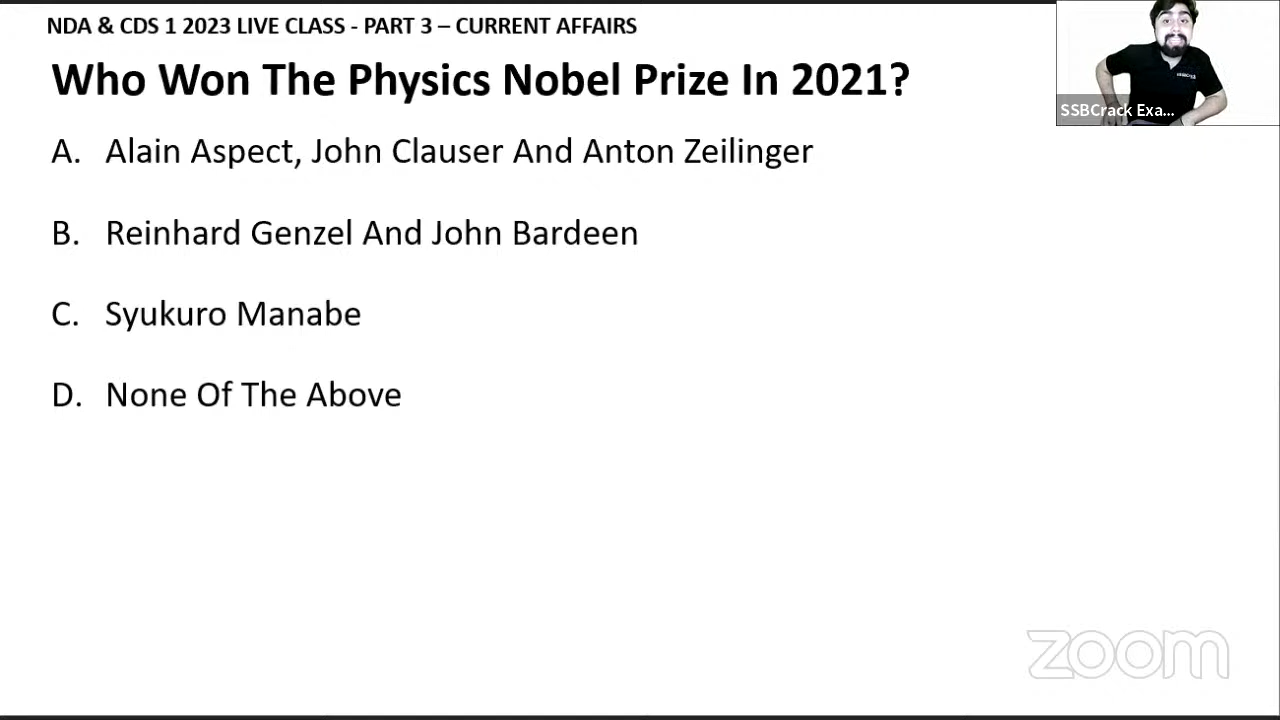 NDA & CDS 1 2023 LIVE CLASS - PART 3 – CURRENT AFFAIRS
Who Won The Physics Nobel Prize In 2021?
SSBCrack Exa...
A. Alain Aspect, John Clauser And Anton Zeilinger
B. Reinhard Genzel And John Bardeen
C. Syukuro Manabe
D. None Of The Above
zoom